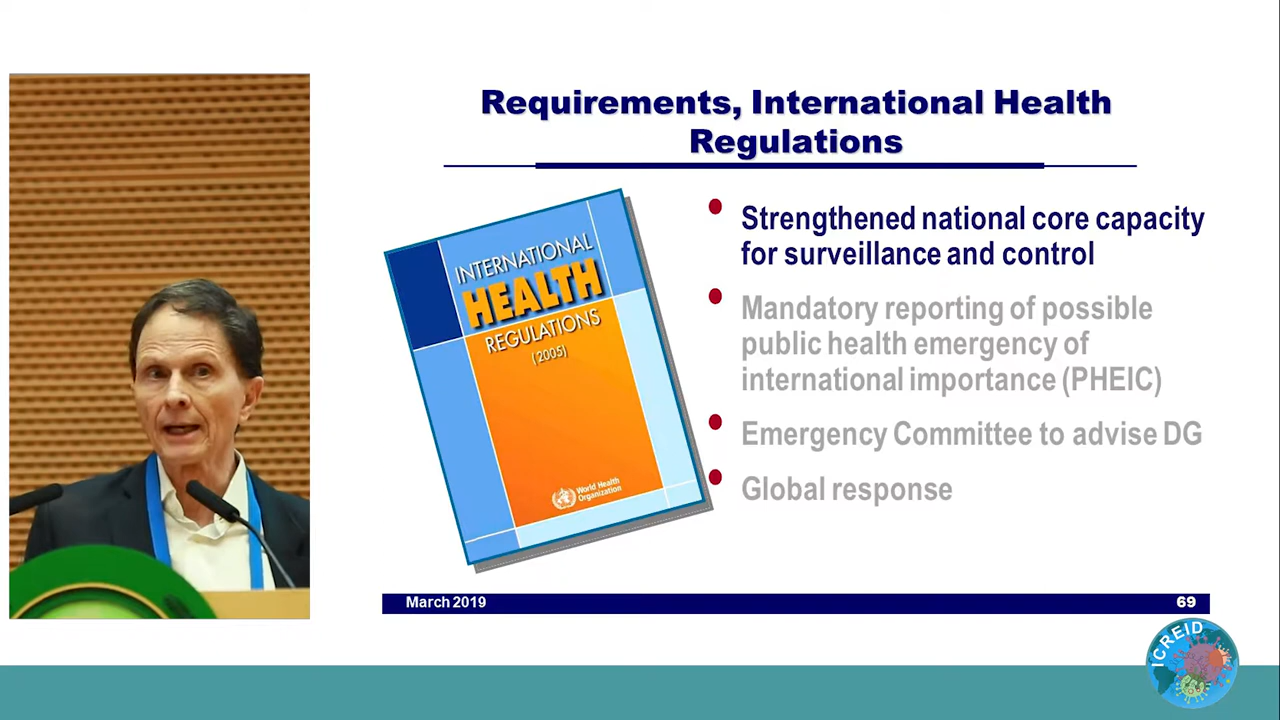 Requirements, International Health
Regulations
INTERNATIONAL
HEALTH
REGULATIONS
(2005)
World Health
Organization
Strengthened national core capacity
for surveillance and control
Mandatory reporting of possible
public health emergency of
international importance (PHEIC)
Emergency Committee to advise DG
Global response
March 2019
69
ICREID